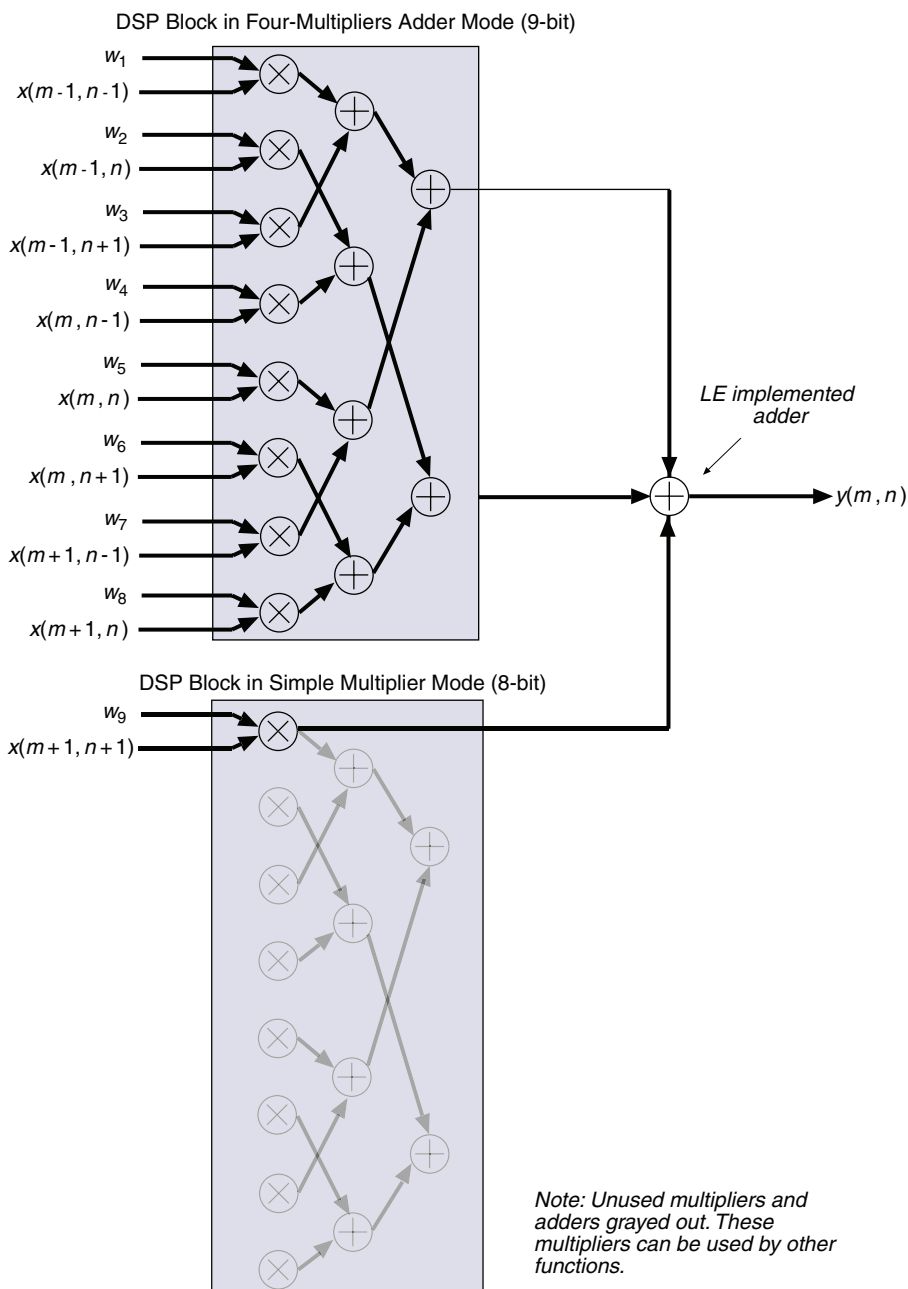 DSP Block in Four-Multipliers Adder Mode (9-bit)
w1
x(m-1, n-1)
w2
x(m-1, n)
w3
x(m-1, n+1)
w4
x(m, n-1)
w5
x(m, n)
w6
x(m, n+1)
w7
x(m+1, n-1)
w8
x(m+1, n)
LE implemented
adder
y(m, n)
DSP Block in Simple Multiplier Mode (8-bit)
w9
x(m+1, n+1)
Note: Unused multipliers and
adders grayed out. These
multipliers can be used by other
functions.